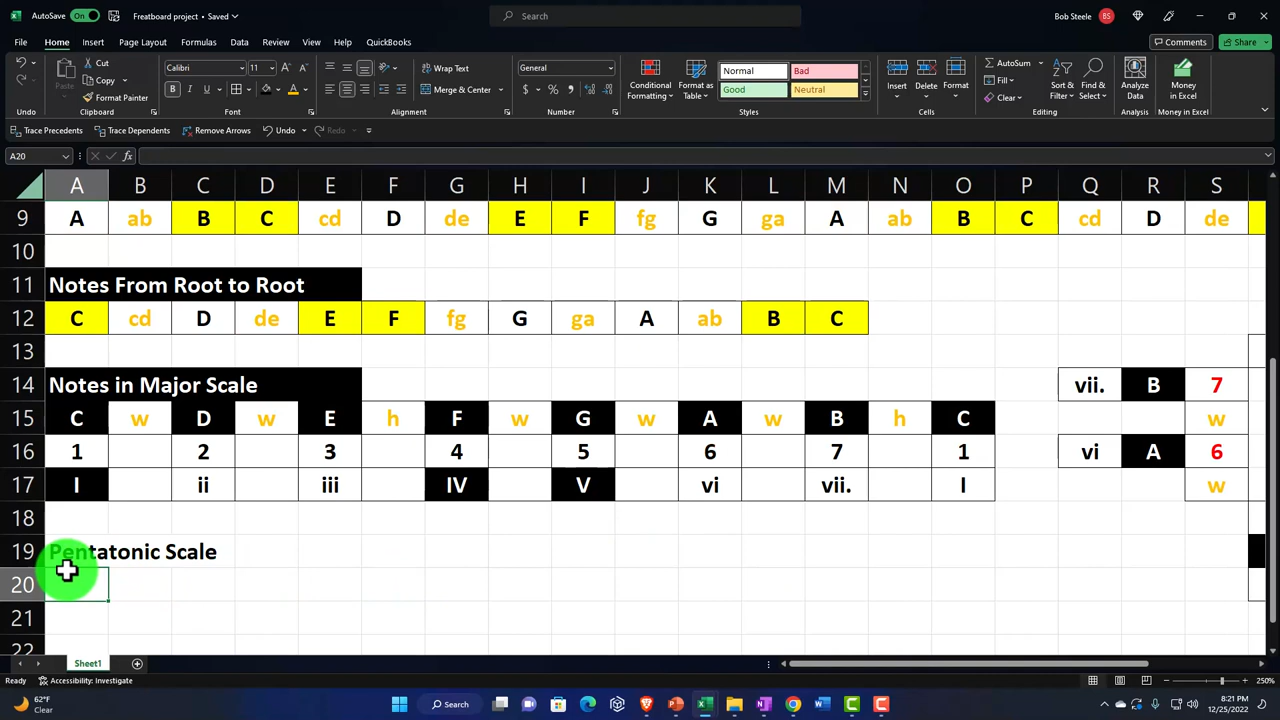 AutoSave On Freatboard project • Saved Search Bob Steele BS
File Home Insert Page Layout Formulas Data Review View Help QuickBooks Comments Share
Cut Calibri 11 Wrap Text General Normal Bad AutoSum
Copy Fill
Paste Format Painter Merge & Center Conditional Formatting Format as Table Good Neutral Insert Delete Format Clear Sort & Filter Find & Select Analyze Data Money in Excel
Undo Clipboard Font Alignment Number Styles Cells Editing Analysis Money in Excel
Trace Precedents Trace Dependents Remove Arrows Undo Redo
A20 fx
A B C D E F G H I J K L M N O P Q R S
9 A ab B C cd D de E F fg G ga A ab B C cd D de
10
11 Notes From Root to Root
12 C cd D de E F fg G ga A ab B C
13
14 Notes in Major Scale vii. B 7
15 C w D w E h F w G w A w B h C w
16 1 2 3 4 5 6 7 1 vi A 6
17 I ii iii IV V vi vii. I w
18
19 Pentatonic Scale
20
21
22
Sheet1
Ready Accessibility: Investigate 250%
62°F
Clear
Search
8:21 PM
12/25/2022